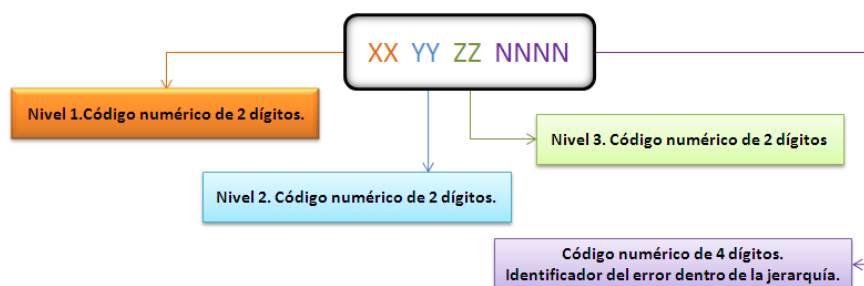 XX YY ZZ NNNN
Nivel 1.Código numérico de 2 dígitos.
Nivel 3. Código numérico de 2 dígitos
Nivel 2. Código numérico de 2 dígitos.
Código numérico de 4 dígitos.
Identificador del error dentro de la jerarquía.